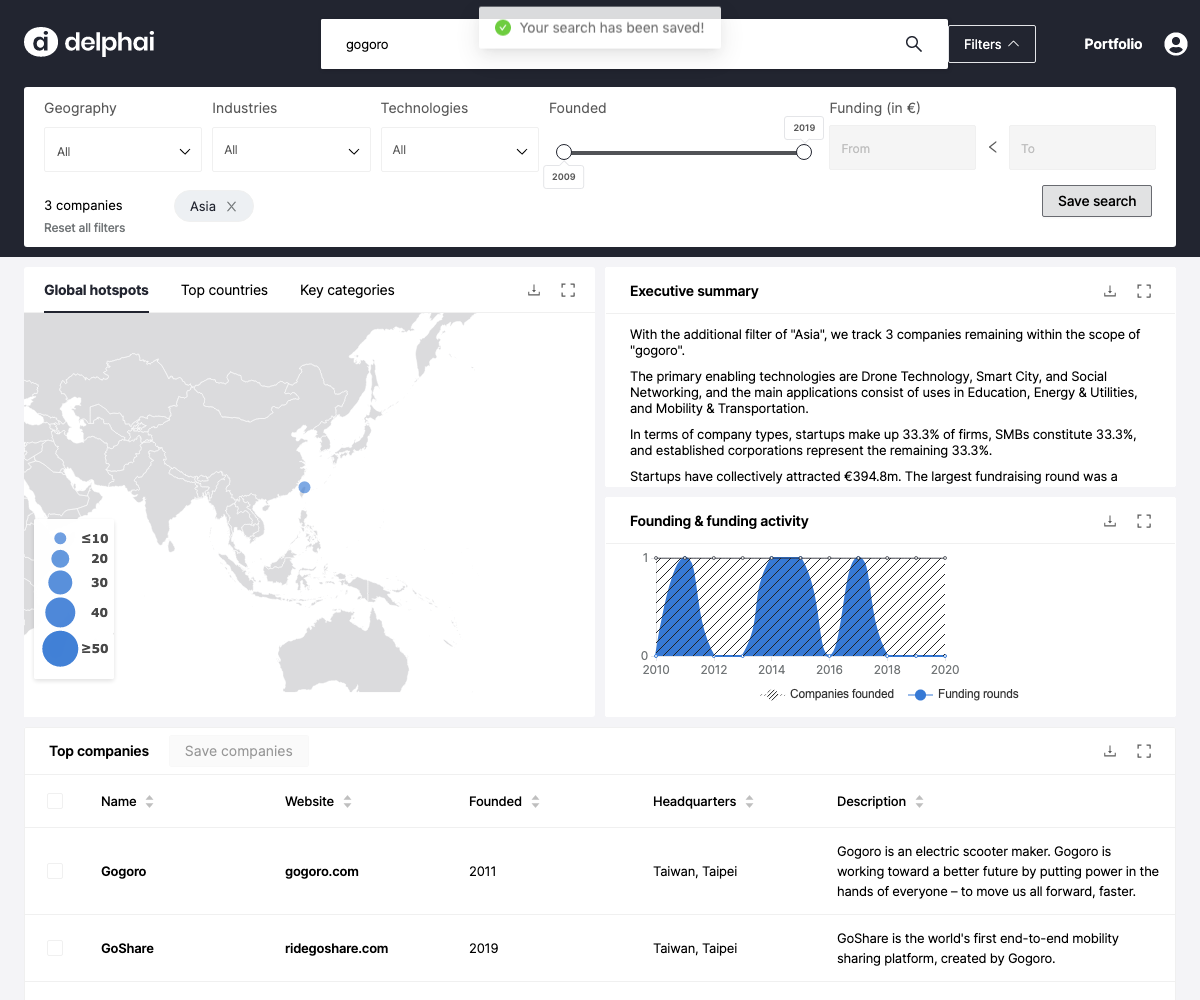 delphai
gogoro
Your search has been saved!
Filters
Portfolio
Geography
Industries
Technologies
Founded
Funding (in €)
All
All
All
2019
2009
From
<
To
3 companies
Asia
Reset all filters
Save search
Global hotspots
Top countries
Key categories
≤10
20
30
40
≥50
Executive summary
With the additional filter of "Asia", we track 3 companies remaining within the scope of
"gogoro".
The primary enabling technologies are Drone Technology, Smart City, and Social
Networking, and the main applications consist of uses in Education, Energy & Utilities,
and Mobility & Transportation.
In terms of company types, startups make up 33.3% of firms, SMBs constitute 33.3%,
and established corporations represent the remaining 33.3%.
Startups have collectively attracted €394.8m. The largest fundraising round was a
Founding & funding activity
1
0
2010 2012 2014 2016 2018 2020
Companies founded Funding rounds
Top companies
Save companies
Name Website Founded Headquarters Description
Gogoro gogoro.com 2011 Taiwan, Taipei
Gogoro is an electric scooter maker. Gogoro is
working toward a better future by putting power in the
hands of everyone – to move us all forward, faster.
GoShare ridegoshare.com 2019 Taiwan, Taipei
GoShare is the world's first end-to-end mobility
sharing platform, created by Gogoro.